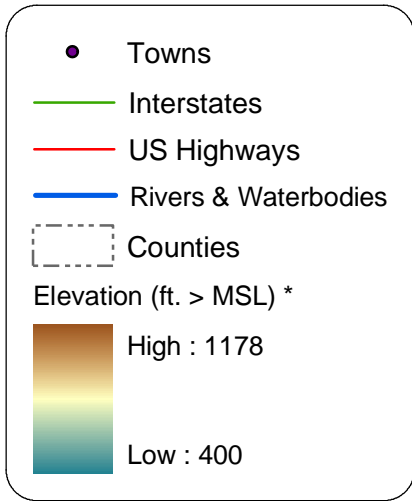 Towns
Interstates
US Highways
Rivers & Waterbodies
Counties
Elevation (ft. > MSL) *
High : 1178
Low : 400